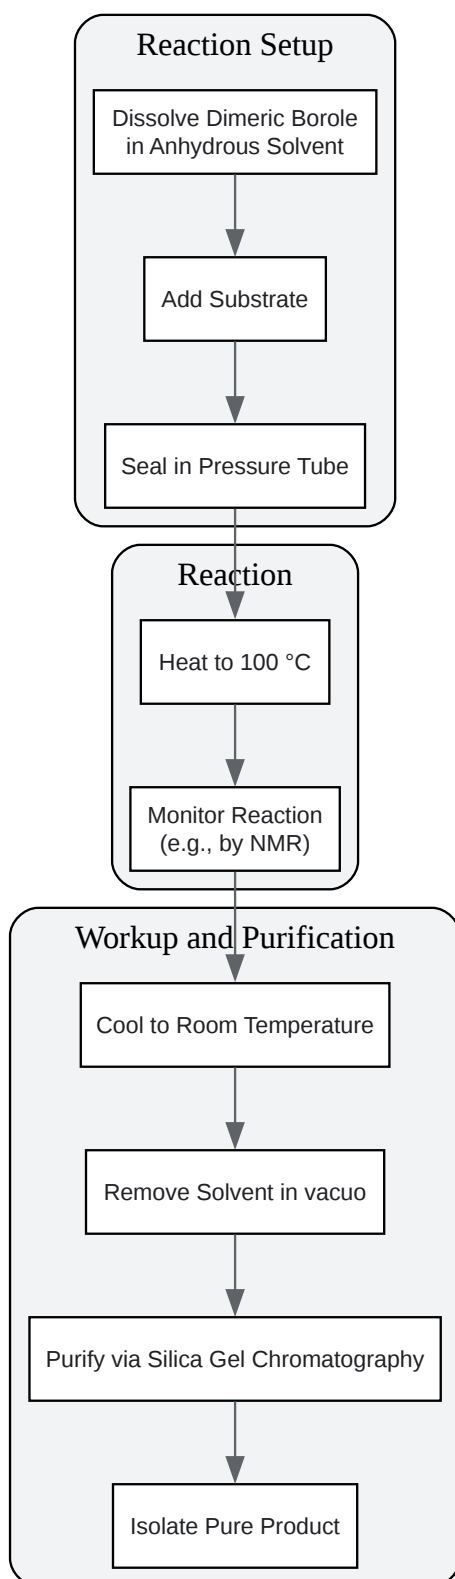 Reaction Setup
Dissolve Dimeric Borole
in Anhydrous Solvent
Add Substrate
Seal in Pressure Tube
Reaction
Heat to 100 °C
Monitor Reaction
(e.g., by NMR)
Workup and Purification
Cool to Room Temperature
Remove Solvent in vacuo
Purify via Silica Gel Chromatography
Isolate Pure Product